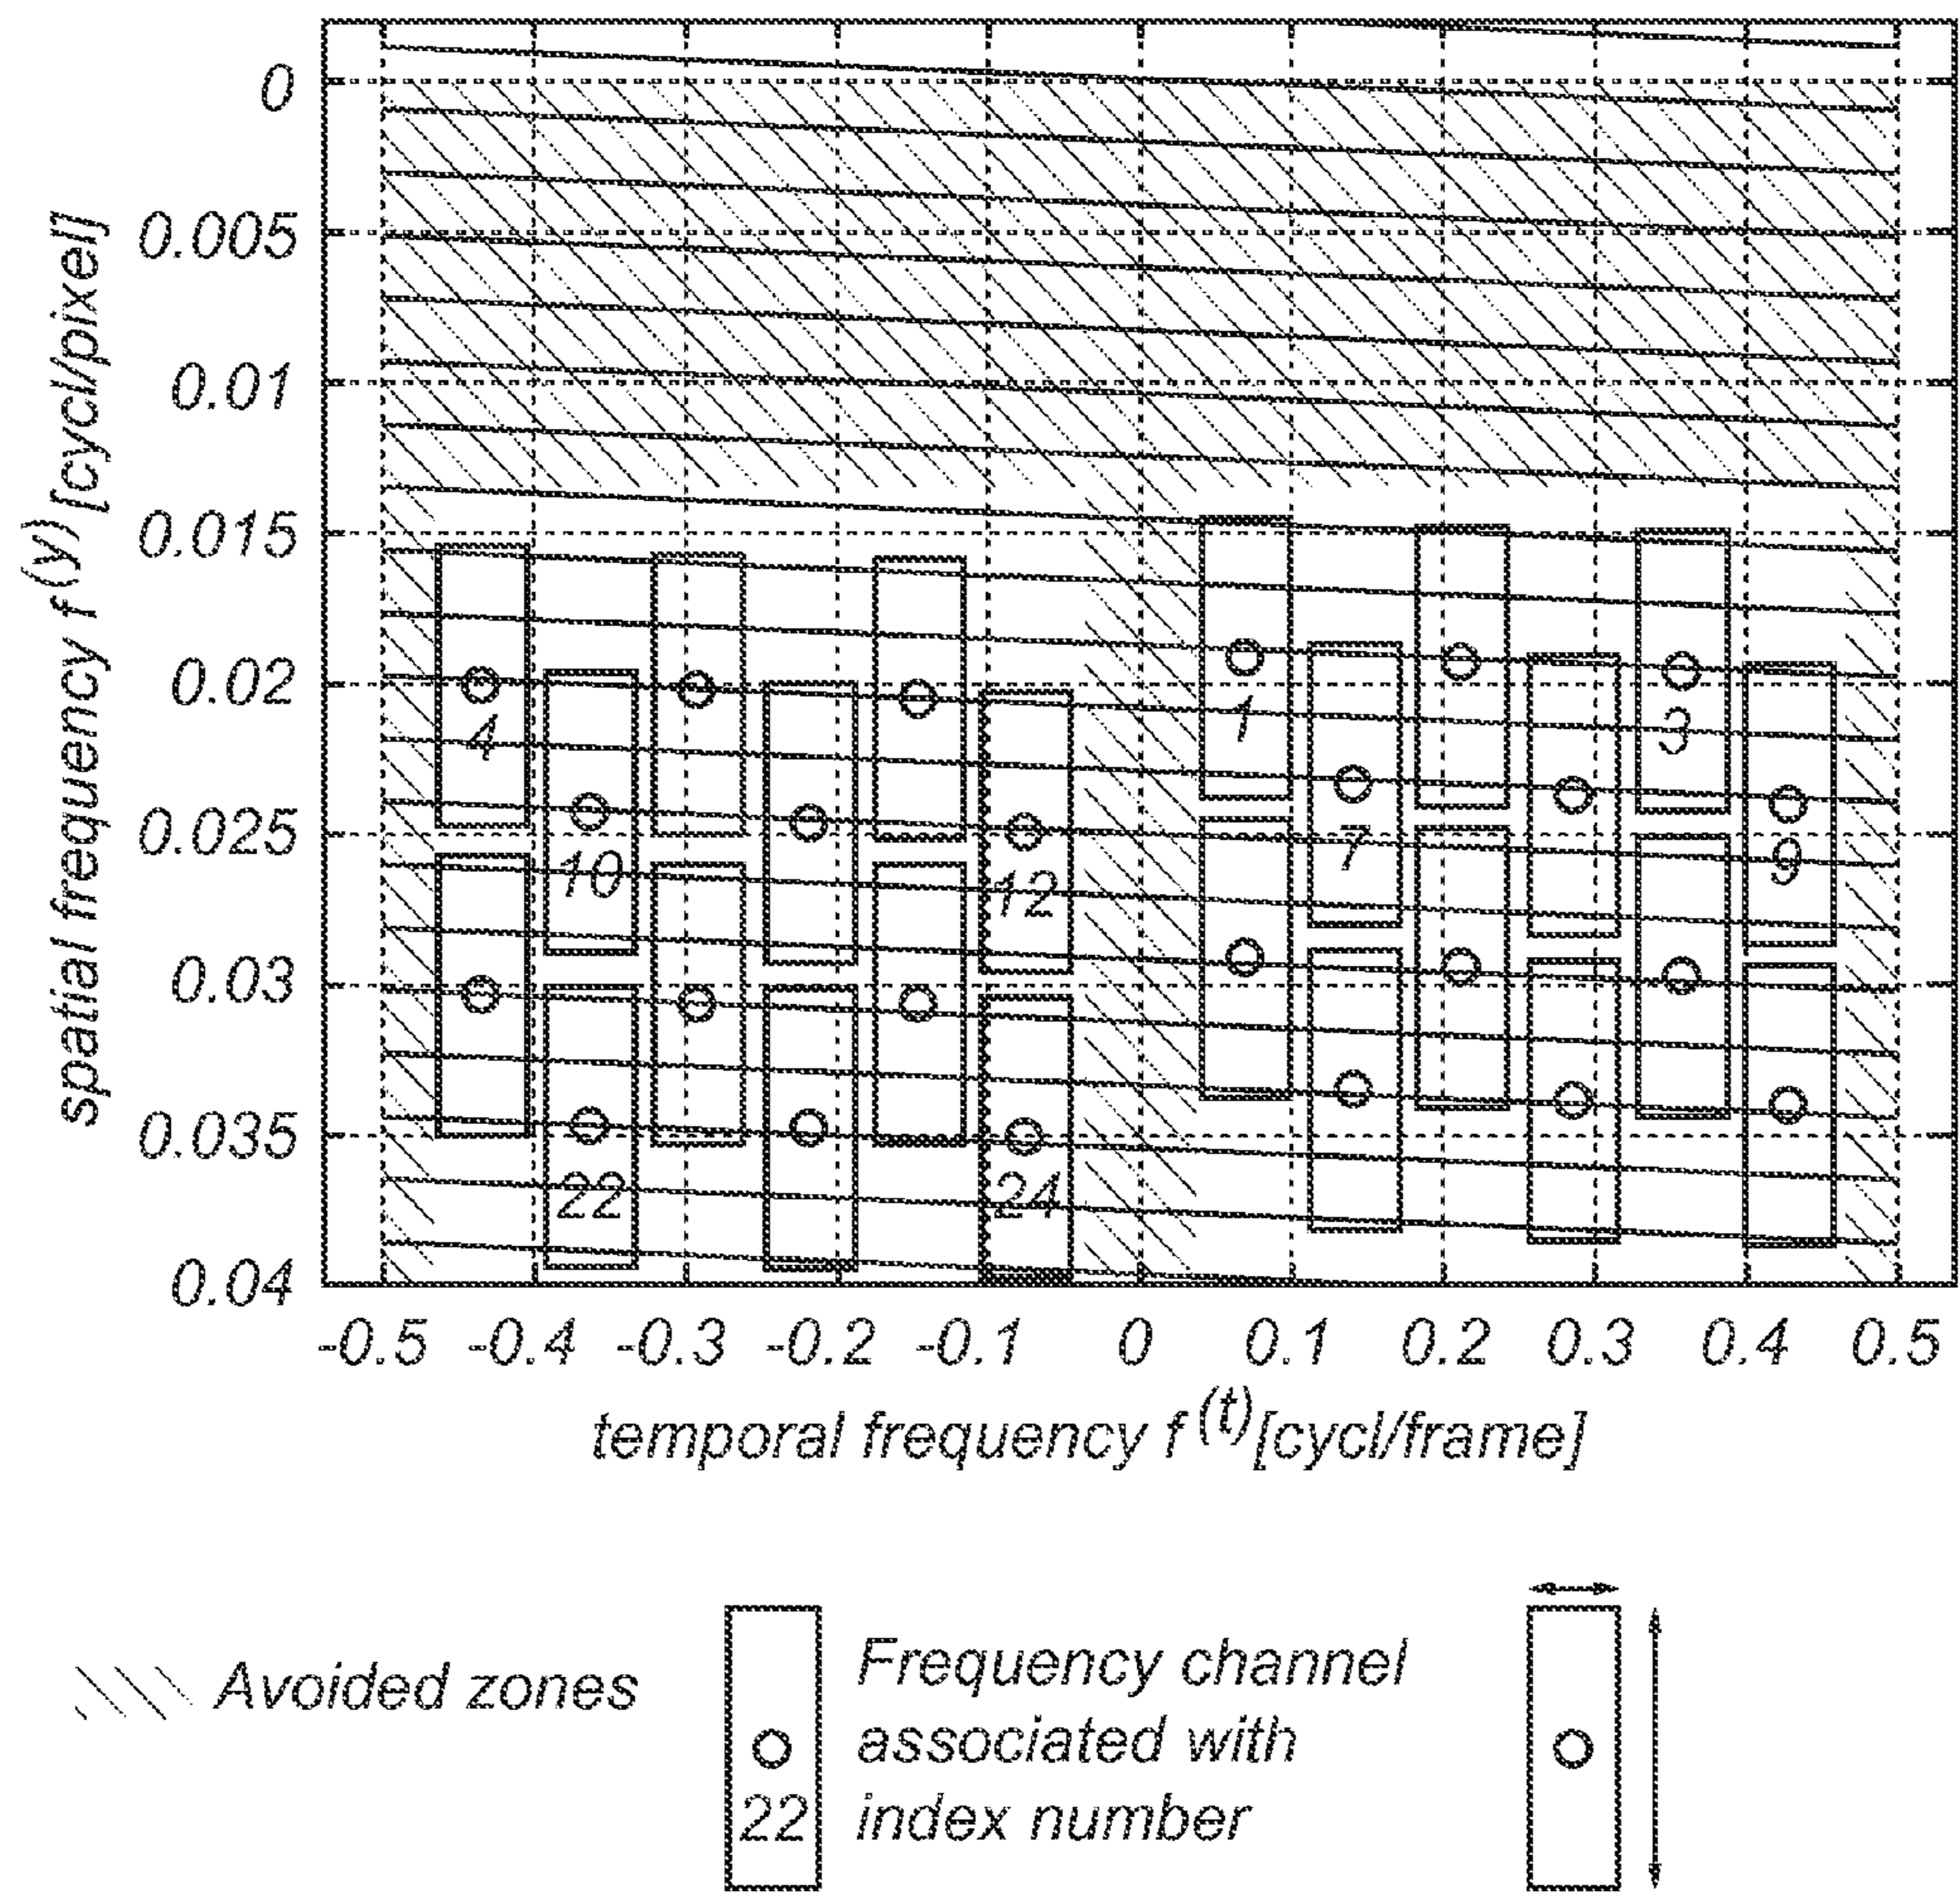 0
0.005
0.01
0.015
0.02
0.025
0.03
0.035
0.04
spatial frequency f (y) [cycl/pixel]
1
3
4
7
9
10
12
22
24
-0.5 -0.4 -0.3 -0.2 -0.1 0 0.1 0.2 0.3 0.4 0.5
temporal frequency f (t) [cycl/frame]
Avoided zones
22
Frequency channel
associated with
index number